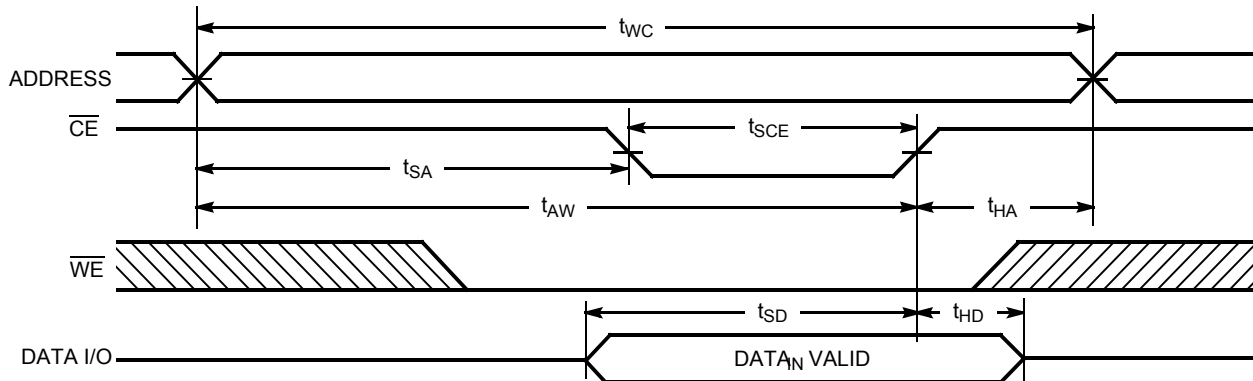 tWC
ADDRESS
CE
tSCE
tSA
tAW
tHA
WE
tSD
tHD
DATA I/O
DATAIN VALID